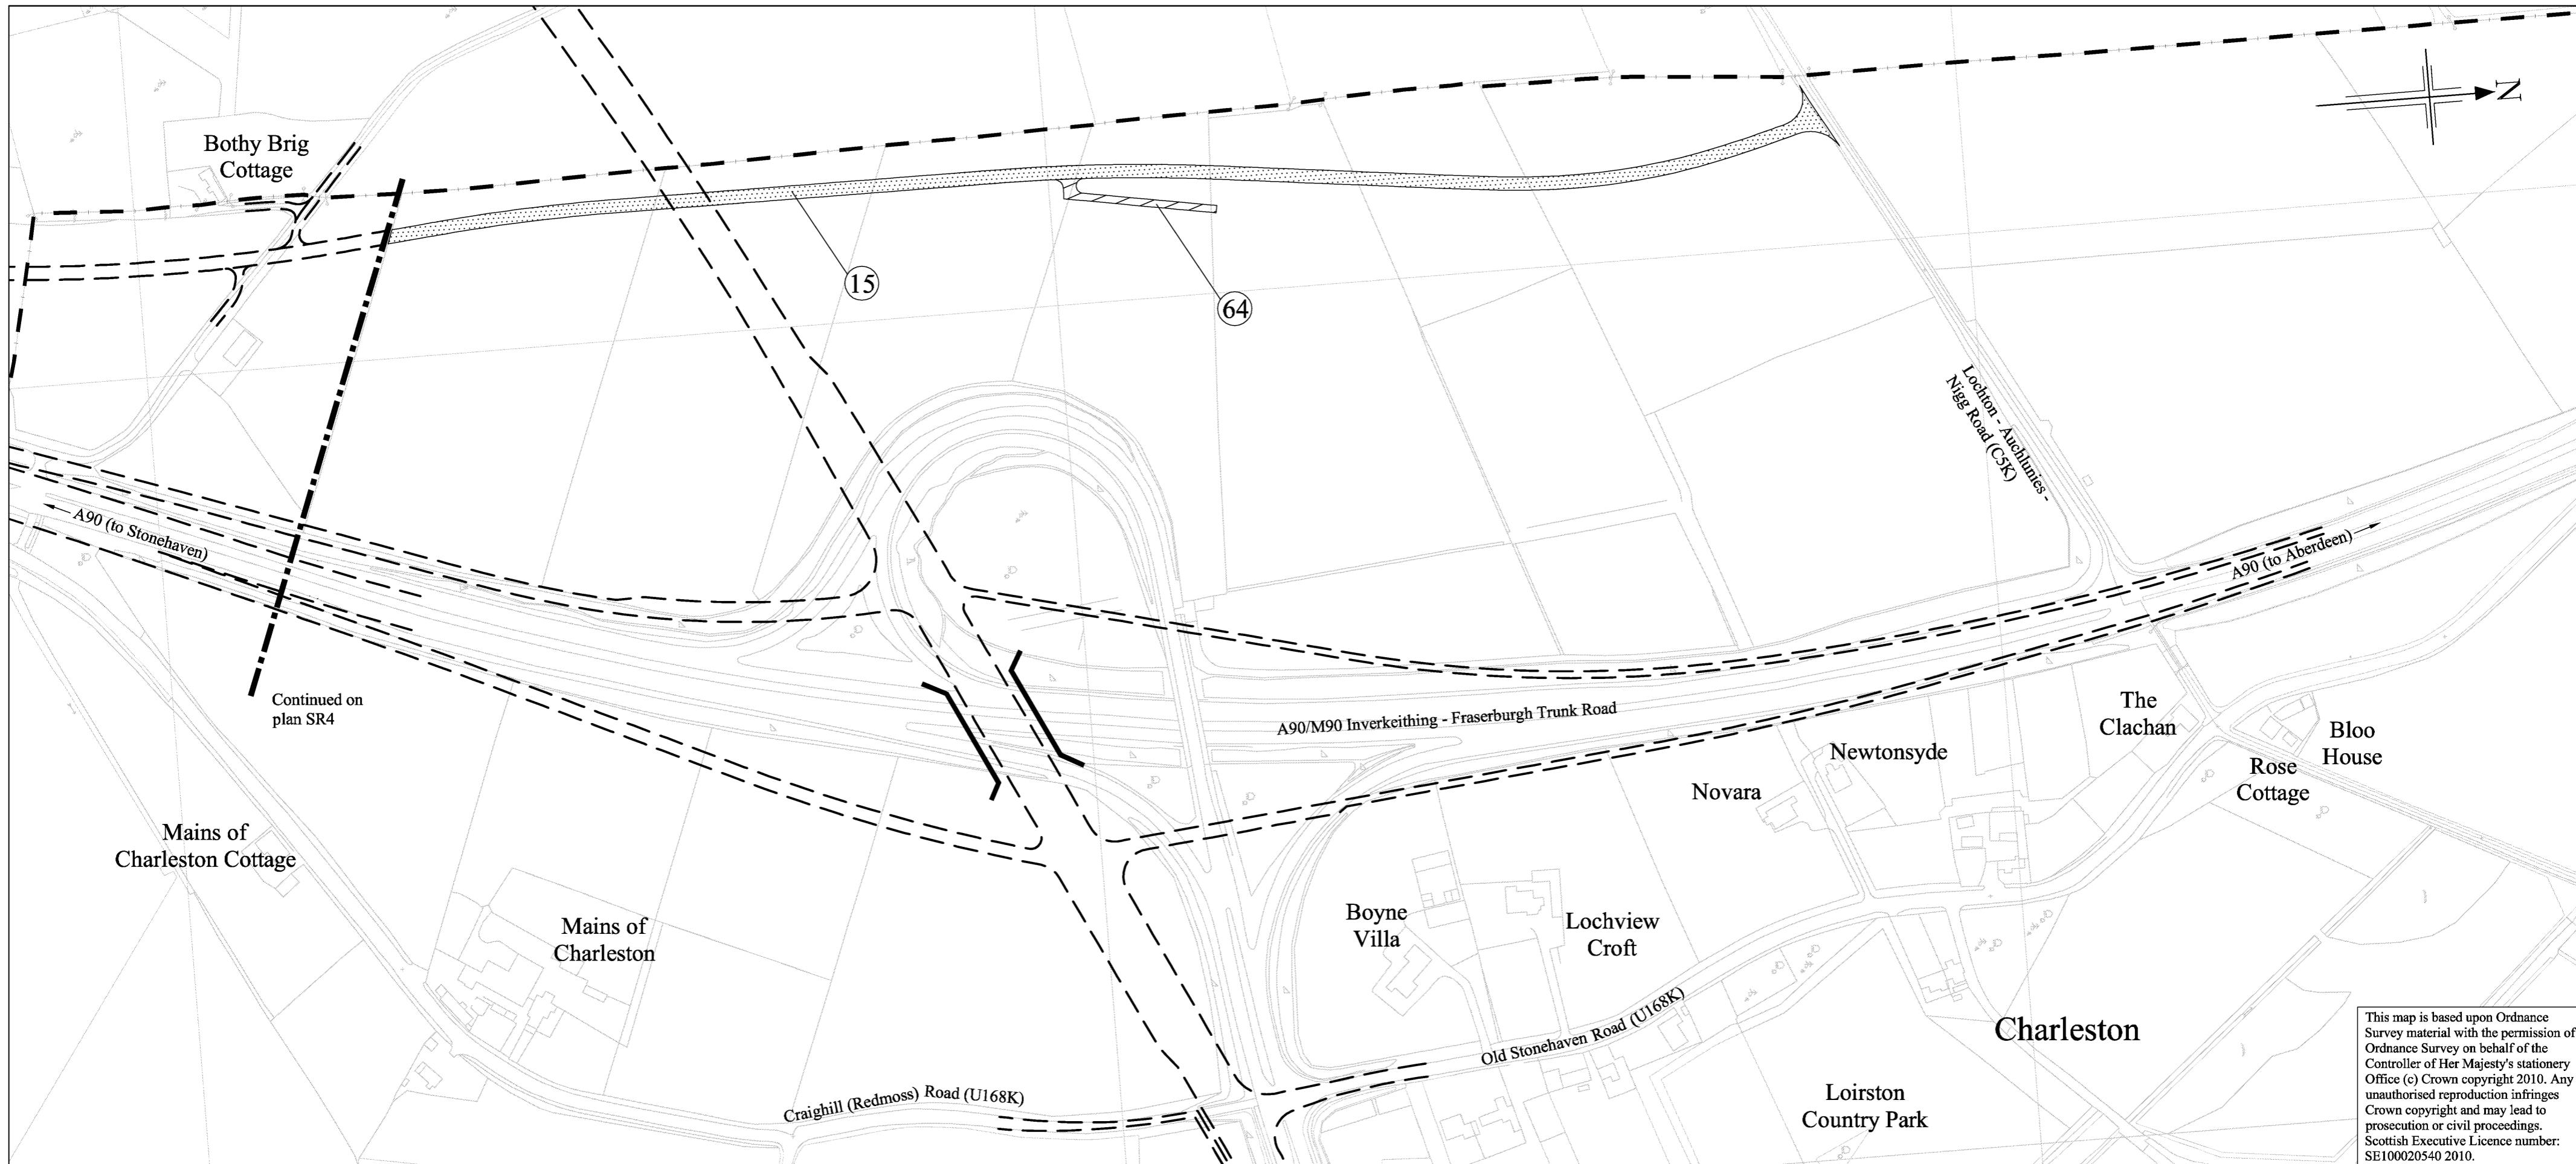 N
Bothy Brig
Cottage
15
64
Lochton - Auchlunies -
Nigg Road (C5K)
A90 (to Stonehaven)
A90 (to Aberdeen)
Continued on
plan SR4
A90/M90 Inverkeithing - Fraserburgh Trunk Road
The
Clachan
Bloo
House
Newtonsyde
Rose
Cottage
Novara
Mains of
Charleston Cottage
Mains of
Charleston
Boyne
Villa
Lochview
Croft
Old Stonehaven Road (U168K)
Charleston
Craighill (Redmoss) Road (U168K)
Loirston
Country Park
This map is based upon Ordnance
Survey material with the permission of
Ordnance Survey on behalf of the
Controller of Her Majesty's stationery
Office (c) Crown copyright 2010. Any
unauthorised reproduction infringes
Crown copyright and may lead to
prosecution or civil proceedings.
Scottish Executive Licence number:
SE100020540 2010.